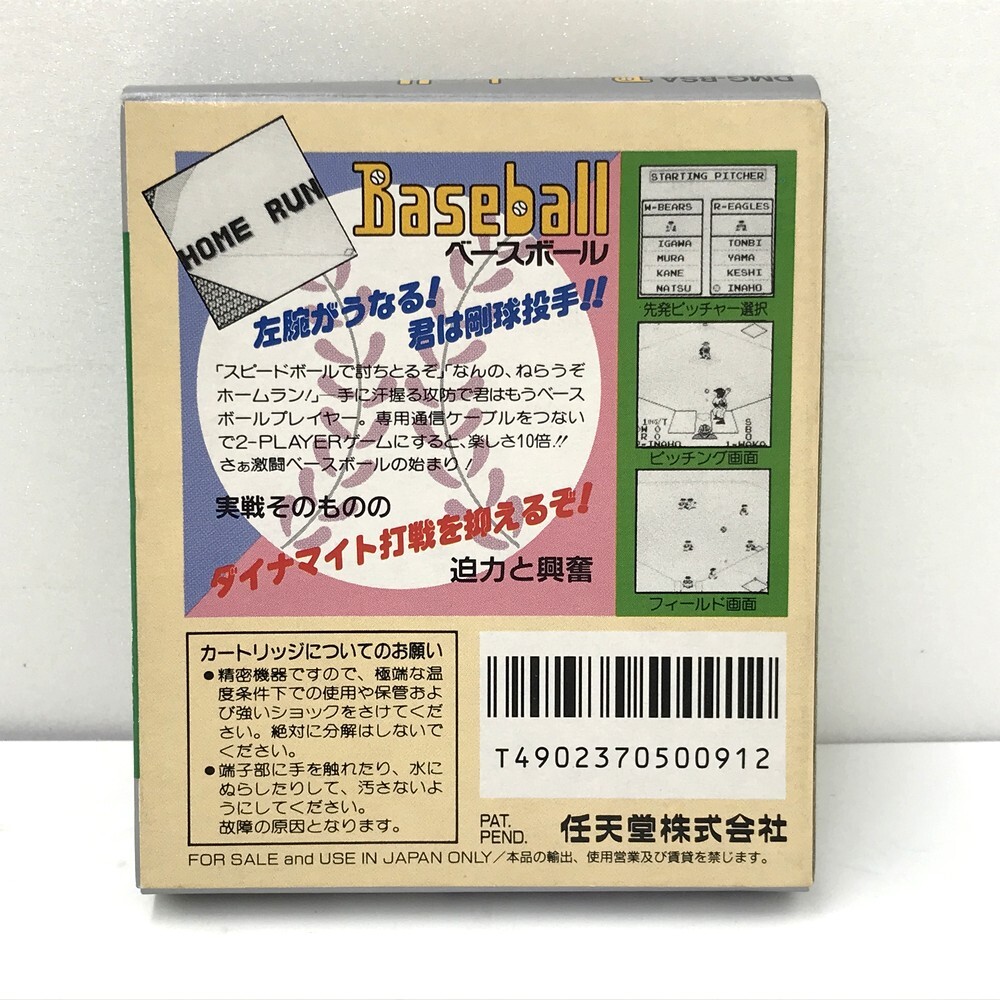 DMG-BSA
HOME RUN
Baseball
ベースボール
左腕がうなる!
君は剛球投手!!
「スピードボールで討ちとるぞ」「なんの、ねらうぞ
ホームラン!」手に汗握る攻防で君はもうベース
ボールプレイヤー。専用通信ケーブルをつない
で2-PLAYERゲームにすると、楽しさ10倍!!
さぁ激闘ベースボールの始まり!
実戦そのものの
ダイナマイト打戦を抑えるぞ!
迫力と興奮
STARTING PITCHER
W-BEARS R-EAGLES
IGAWA TONBI
MURA YAMA
KANE KESHI
NATSU INAHO
先発ピッチャー選択
1INS/T S
W 0 B 0
R 0 O 0
P-INAHO 1-WAKA
ピッチング画面
フィールド画面
カートリッジについてのお願い
●精密機器ですので、極端な温
度条件下での使用や保管およ
び強いショックをさけてくだ
さい。絶対に分解はしないで
ください。
●端子部に手を触れたり、水に
ぬらしたりして、汚さないよ
うにしてください。
故障の原因となります。
T4902370500912
PAT.
PEND.
任天堂株式会社
FOR SALE and USE IN JAPAN ONLY/本品の輸出、使用営業及び賃貸を禁じます。